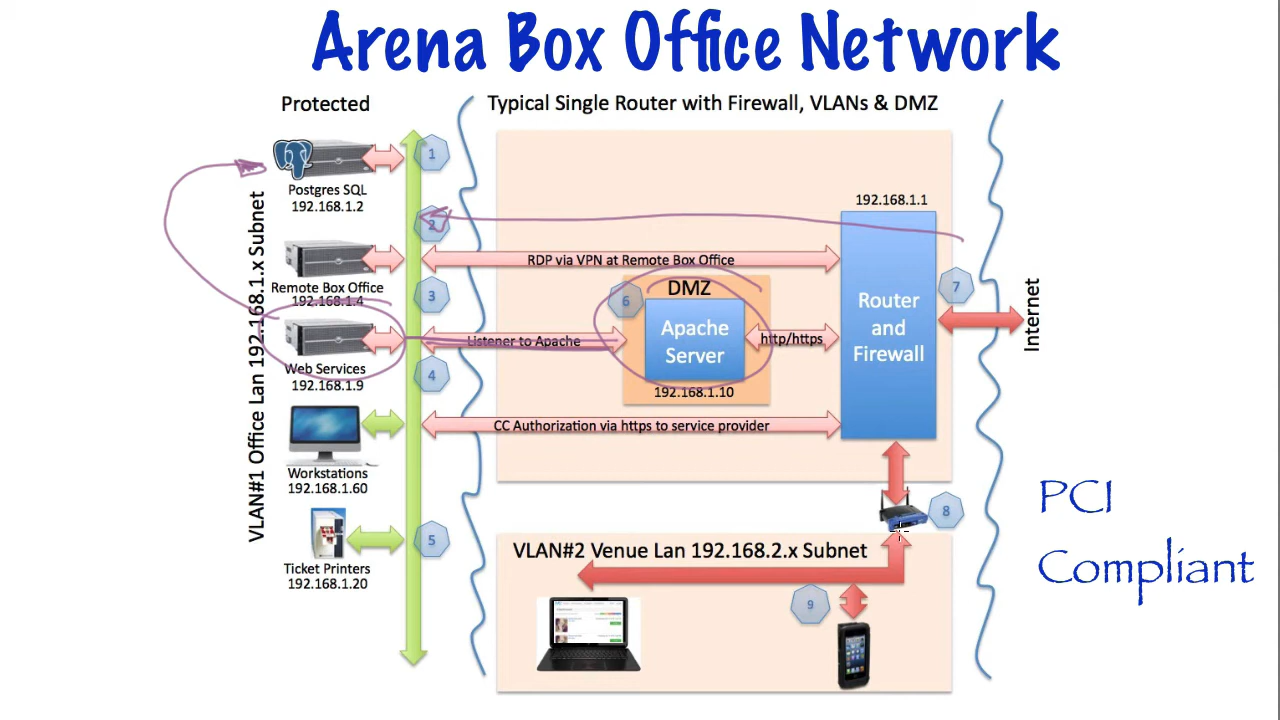 Arena Box Office Network
Protected
Typical Single Router with Firewall, VLANs & DMZ
VLAN#1 Office Lan 192.168.1.x Subnet
Postgres SQL
192.168.1.2
Remote Box Office
192.168.1.4
Web Services
192.168.1.9
Workstations
192.168.1.60
Ticket Printers
192.168.1.20
1
2
3
4
5
RDP via VPN at Remote Box Office
6
DMZ
Apache
Server
192.168.1.10
Listener to Apache
http/https
CC Authorization via https to service provider
192.168.1.1
Router
and
Firewall
7
Internet
8
VLAN#2 Venue Lan 192.168.2.x Subnet
9
PCI
Compliant